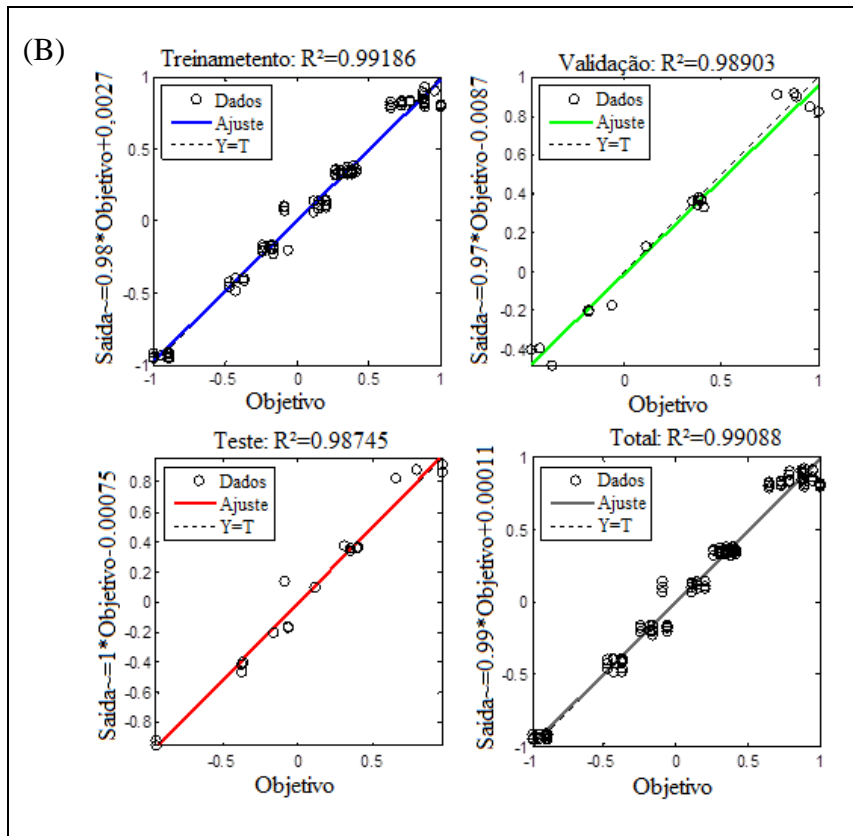 (B)
Treinametento: R²=0.99186
Saída~=0.98*Objetivo+0,0027
Dados
Ajuste
Y=T
1
0.5
0
-0.5
-1
-1
-0.5
0
0.5
1
Objetivo
Validação: R²=0.98903
Saída~=0.97*Objetivo-0.0087
Dados
Ajuste
Y=T
1
0.8
0.6
0.4
0.2
0
-0.2
-0.4
0
0.5
1
Objetivo
Teste: R²=0.98745
Saída~=1*Objetivo-0.00075
Dados
Ajuste
Y=T
0.8
0.6
0.4
0.2
0
-0.2
-0.4
-0.6
-0.8
-0.5
0
0.5
Objetivo
Total: R²=0.99088
Saída~=0.99*Objetivo+0.00011
Dados
Ajuste
Y=T
1
0.5
0
-0.5
-1
-1
-0.5
0
0.5
1
Objetivo